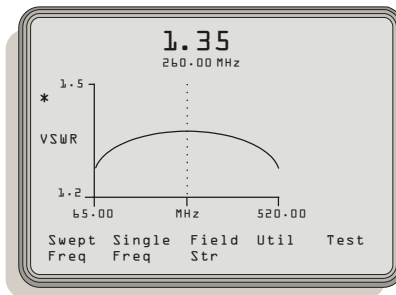 1.35
260.00 MHz
1.5
*
VSWR
1.2
65.00 MHz 520.00
Swept Single Field Util Test
Freq Freq Str